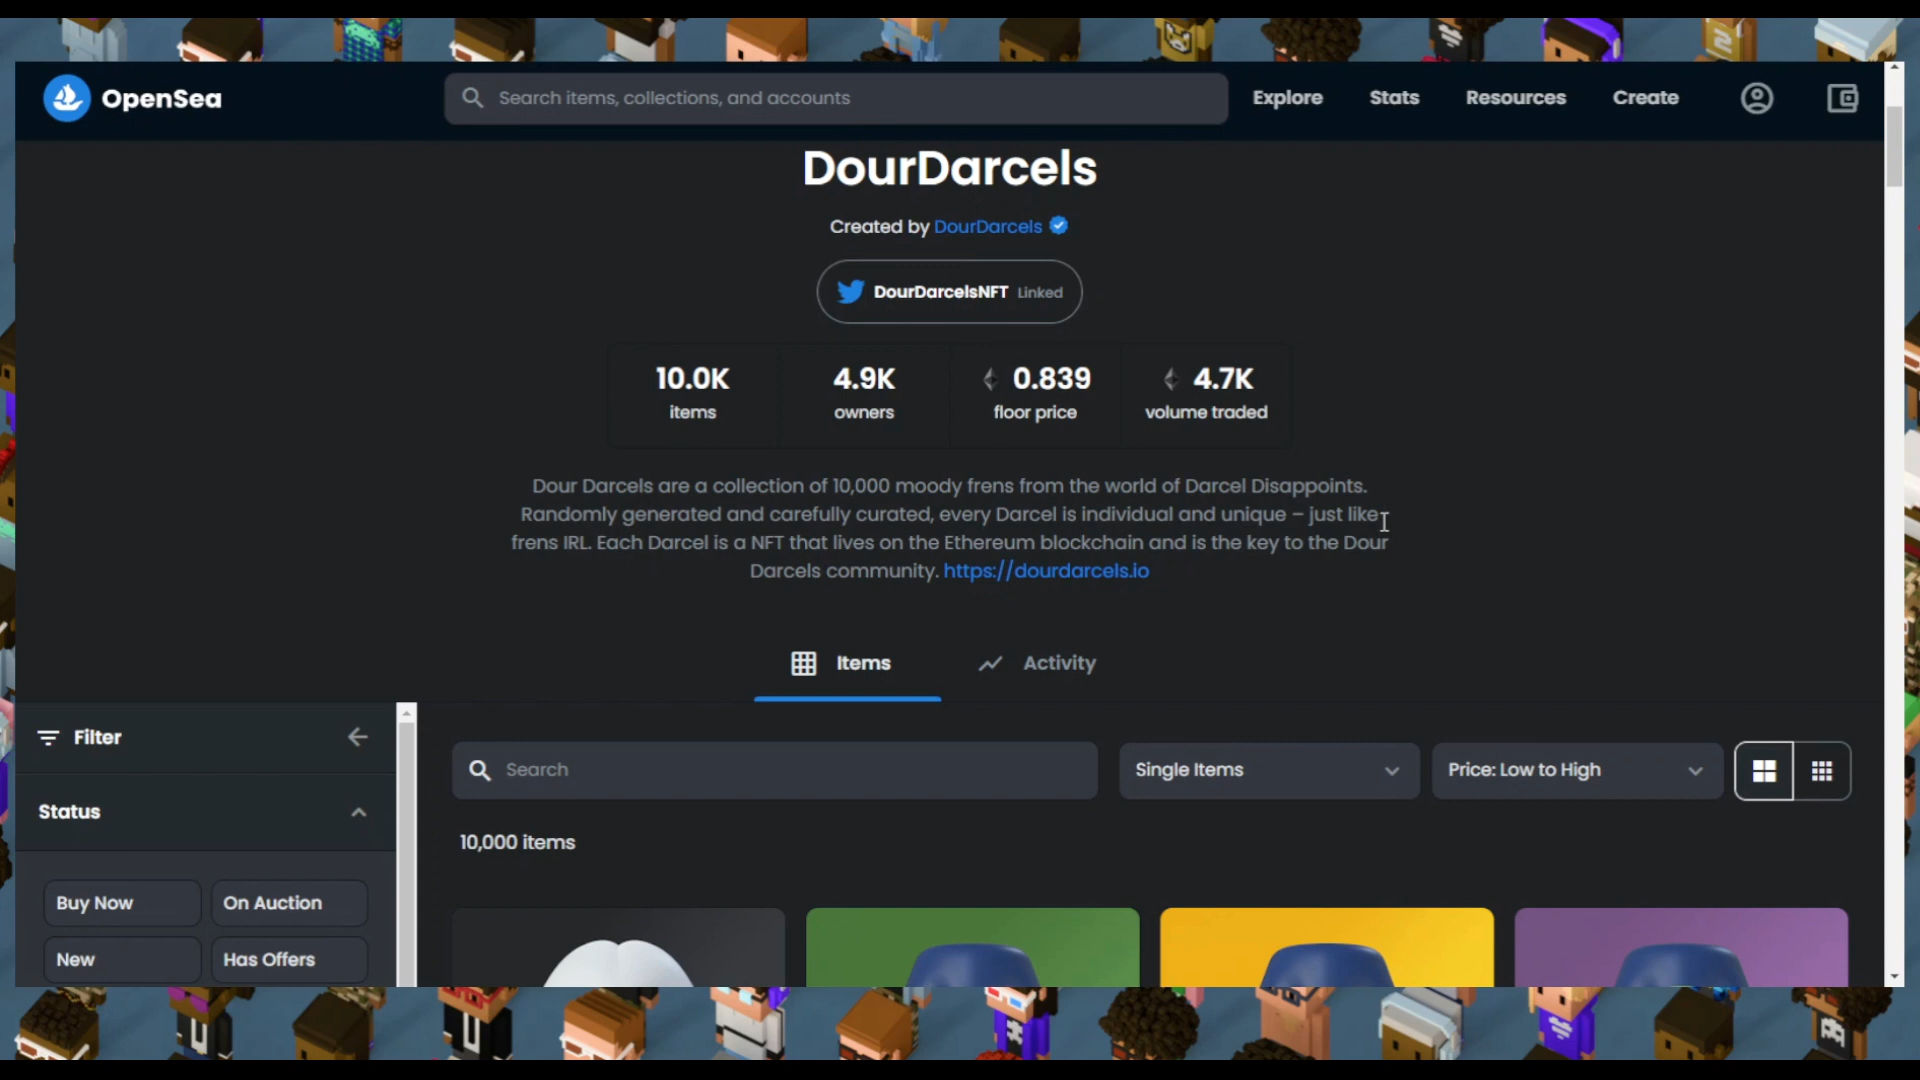 OpenSea
Search items, collections, and accounts
Explore
Stats
Resources
Create
DourDarcels
Created by DourDarcels
DourDarcelsNFT Linked
10.0K
items
4.9K
owners
0.839
floor price
4.7K
volume traded
Dour Darcels are a collection of 10,000 moody frens from the world of Darcel Disappoints.
Randomly generated and carefully curated, every Darcel is individual and unique – just like
frens IRL. Each Darcel is a NFT that lives on the Ethereum blockchain and is the key to the Dour
Darcels community. https://dourdarcels.io
Items
Activity
Filter
Search
Single Items
Price: Low to High
Status
10,000 items
Buy Now
On Auction
New
Has Offers